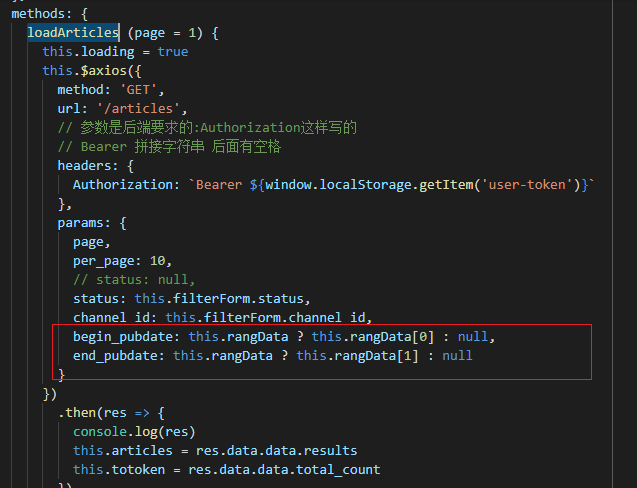 methods: {
loadArticles (page = 1) {
this.loading = true
this.$axios({
method: 'GET',
url: '/articles',
// 参数是后端要求的:Authorization这样写的
// Bearer 拼接字符串 后面有空格
headers: {
Authorization: `Bearer ${window.localStorage.getItem('user-token')}`
},
params: {
page,
per_page: 10,
// status: null,
status: this.filterForm.status,
channel_id: this.filterForm.channel_id,
begin_pubdate: this.rangData ? this.rangData[0] : null,
end_pubdate: this.rangData ? this.rangData[1] : null
}
})
.then(res => {
console.log(res)
this.articles = res.data.data.results
this.totoken = res.data.data.total_count
})